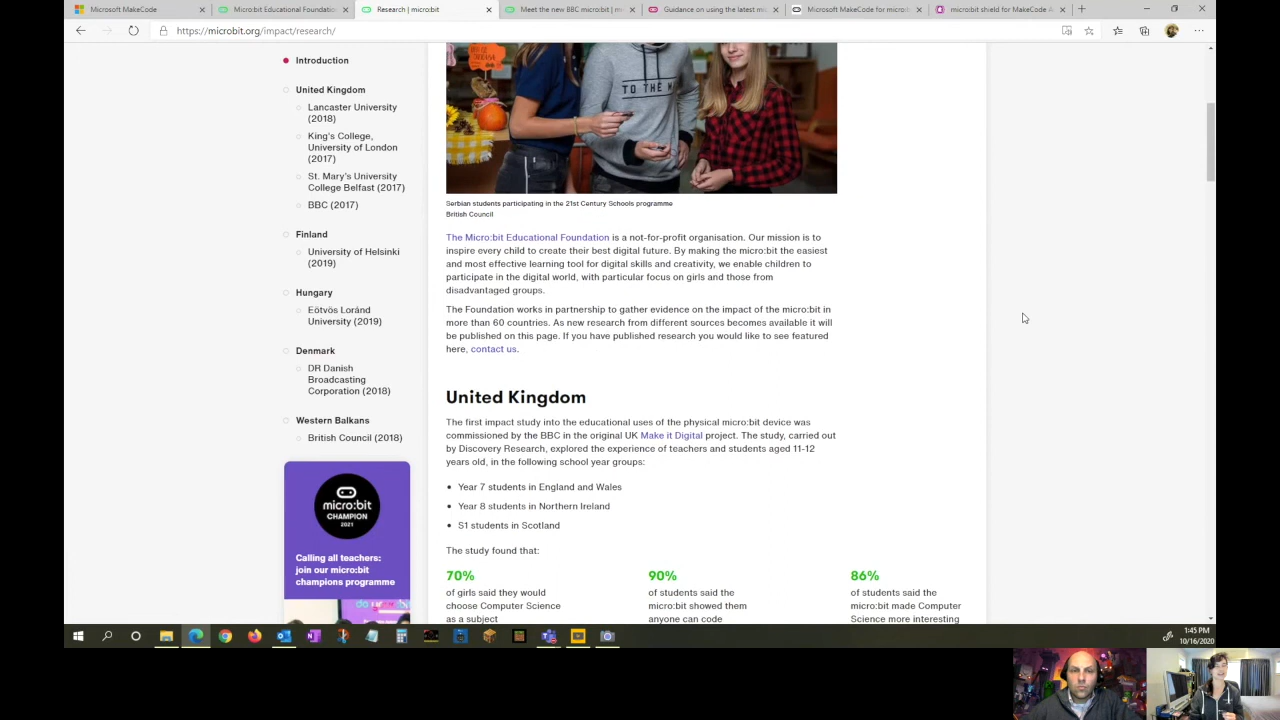 Microsoft MakeCode
Micro:bit Educational Foundation
Research | micro:bit
Meet the new BBC micro:bit | m
Guidance on using the latest mic
Microsoft MakeCode for micro:b
micro:bit shield for MakeCode A
https://microbit.org/impact/research/
Introduction
United Kingdom
Lancaster University
(2018)
King's College,
University of London
(2017)
St. Mary's University
College Belfast (2017)
BBC (2017)
Finland
University of Helsinki
(2019)
Hungary
Eötvös Loránd
University (2019)
Denmark
DR Danish
Broadcasting
Corporation (2018)
Western Balkans
British Council (2018)
micro:bit
CHAMPION
2021
Calling all teachers:
join our micro:bit
champions programme
TO THE M
Serbian students participating in the 21st Century Schools programme
British Council
The Micro:bit Educational Foundation is a not-for-profit organisation. Our mission is to
inspire every child to create their best digital future. By making the micro:bit the easiest
and most effective learning tool for digital skills and creativity, we enable children to
participate in the digital world, with particular focus on girls and those from
disadvantaged groups.
The Foundation works in partnership to gather evidence on the impact of the micro:bit in
more than 60 countries. As new research from different sources becomes available it will
be published on this page. If you have published research you would like to see featured
here, contact us.
United Kingdom
The first impact study into the educational uses of the physical micro:bit device was
commissioned by the BBC in the original UK Make it Digital project. The study, carried out
by Discovery Research, explored the experience of teachers and students aged 11-12
years old, in the following school year groups:
Year 7 students in England and Wales
Year 8 students in Northern Ireland
S1 students in Scotland
The study found that:
70%
of girls said they would
choose Computer Science
as a subject
90%
of students said the
micro:bit showed them
anyone can code
86%
of students said the
micro:bit made Computer
Science more interesting
1:45 PM
10/16/2020